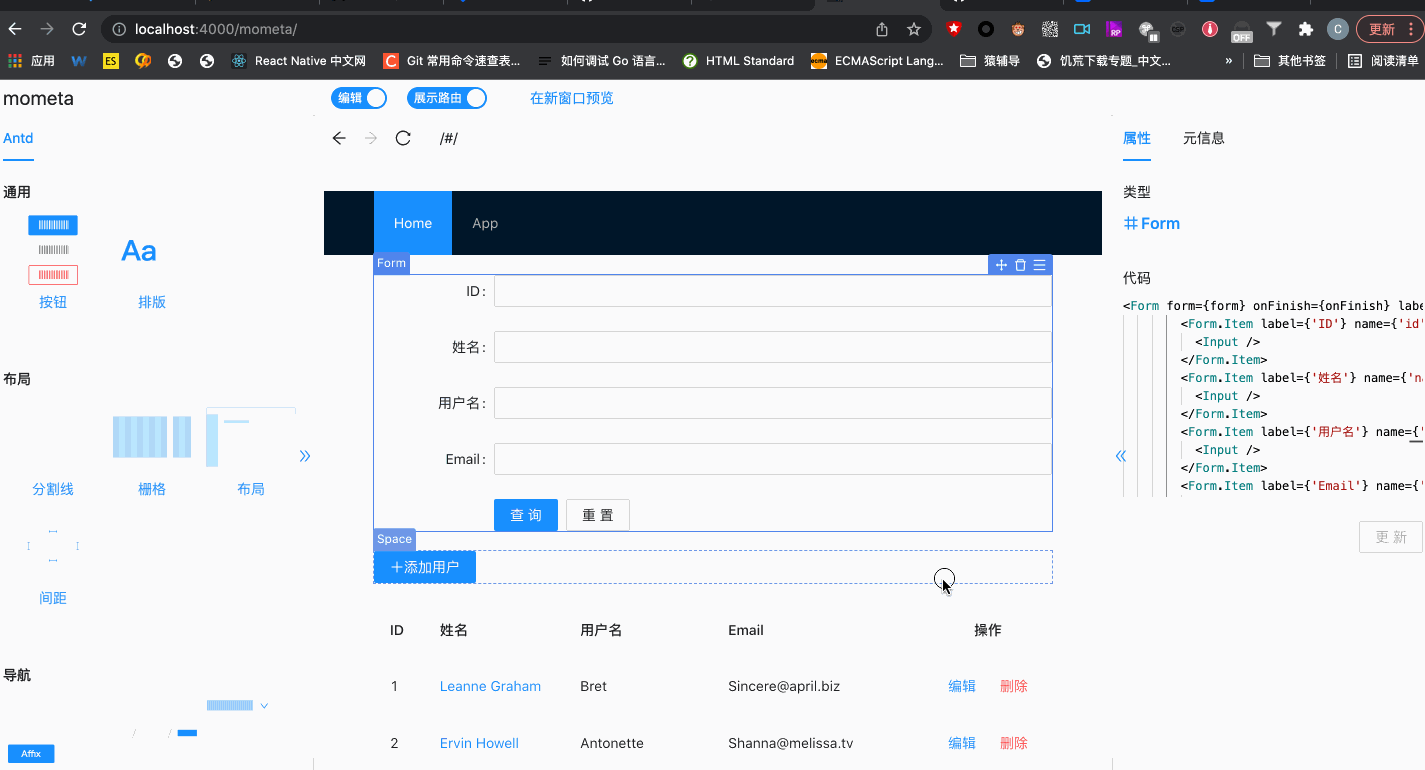 localhost:4000/mometa/
RP
CSP
OFF
C
更新
应用
W
ES
React Native 中文网
C
Git 常用命令速查表...
如何调试 Go 语言...
?
HTML Standard
ecma
ECMAScript Lang...
猿辅导
饥荒下载专题_中文...
»
其他书签
阅读清单
mometa
编辑
展示路由
在新窗口预览
Antd
/#/
属性
元信息
通用
类型
Home
App
Form
Aa
Form
按钮
排版
代码
ID :
<Form form={form} onFinish={onFinish} labe
<Form.Item label={'ID'} name={'id'
<Input />
</Form.Item>
<Form.Item label={'姓名'} name={'na
<Input />
</Form.Item>
<Form.Item label={'用户名'} name={'
<Input />
</Form.Item>
<Form.Item label={'Email'} name={'
姓名 :
布局
用户名 :
Email :
分割线
栅格
布局
查 询
重 置
更 新
Space
+添加用户
间距
ID
姓名
用户名
Email
操作
导航
1
Leanne Graham
Bret
Sincere@april.biz
编辑
删除
/
/
Affix
2
Ervin Howell
Antonette
Shanna@melissa.tv
编辑
删除